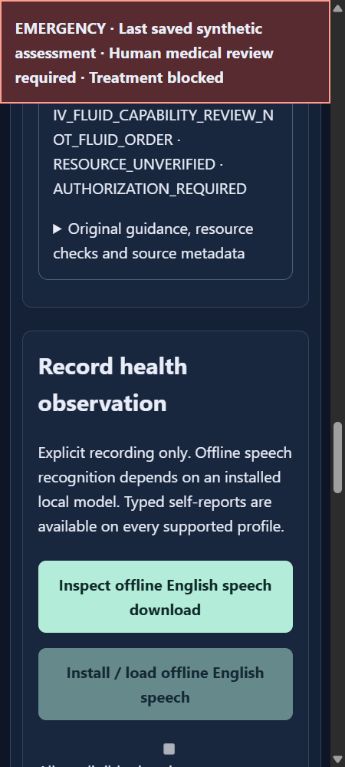 EMERGENCY · Last saved synthetic
assessment · Human medical review
required · Treatment blocked
IV_FLUID_CAPABILITY_REVIEW_N
OT_FLUID_ORDER ·
RESOURCE_UNVERIFIED ·
AUTHORIZATION_REQUIRED
▶ Original guidance, resource
checks and source metadata
Record health
observation
Explicit recording only. Offline speech
recognition depends on an installed
local model. Typed self-reports are
available on every supported profile.
Inspect offline English speech
download
Install / load offline English
speech